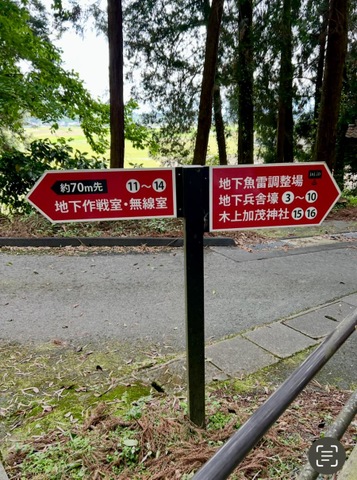 約70m先 ⑪〜⑭
地下作戦室・無線室
地下魚雷調整場
地下兵舎壕 ③〜⑩
木上加茂神社 ⑮⑯